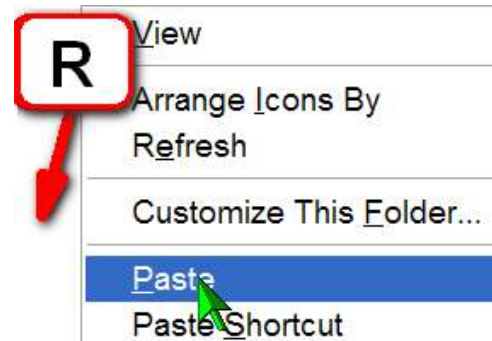 R
View
Arrange Icons By
Refresh
Customize This Folder...
Paste
Paste Shortcut